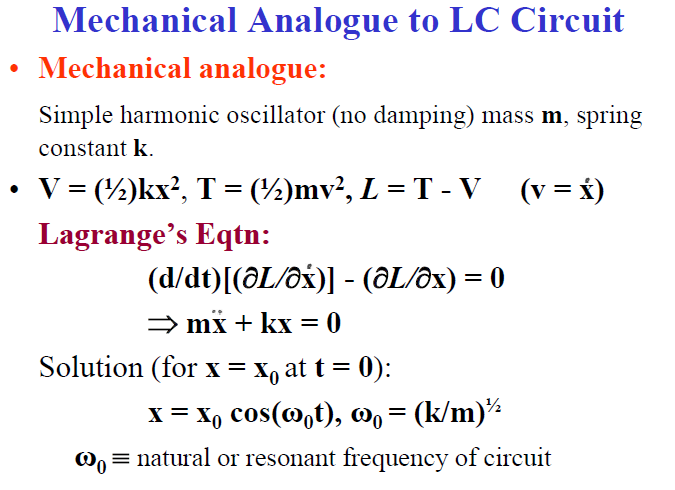 Mechanical Analogue to LC Circuit
• Mechanical analogue:
Simple harmonic oscillator (no damping) mass m, spring
constant k.
• V = (½)kx², T = (½)mv², L = T - V (v = ẋ)
Lagrange's Eqtn:
(d/dt)[(∂L/∂ẋ)] - (∂L/∂x) = 0
⇒ mẍ + kx = 0
Solution (for x = x₀ at t = 0):
x = x₀ cos(ω₀t), ω₀ = (k/m)^½
ω₀ ≡ natural or resonant frequency of circuit